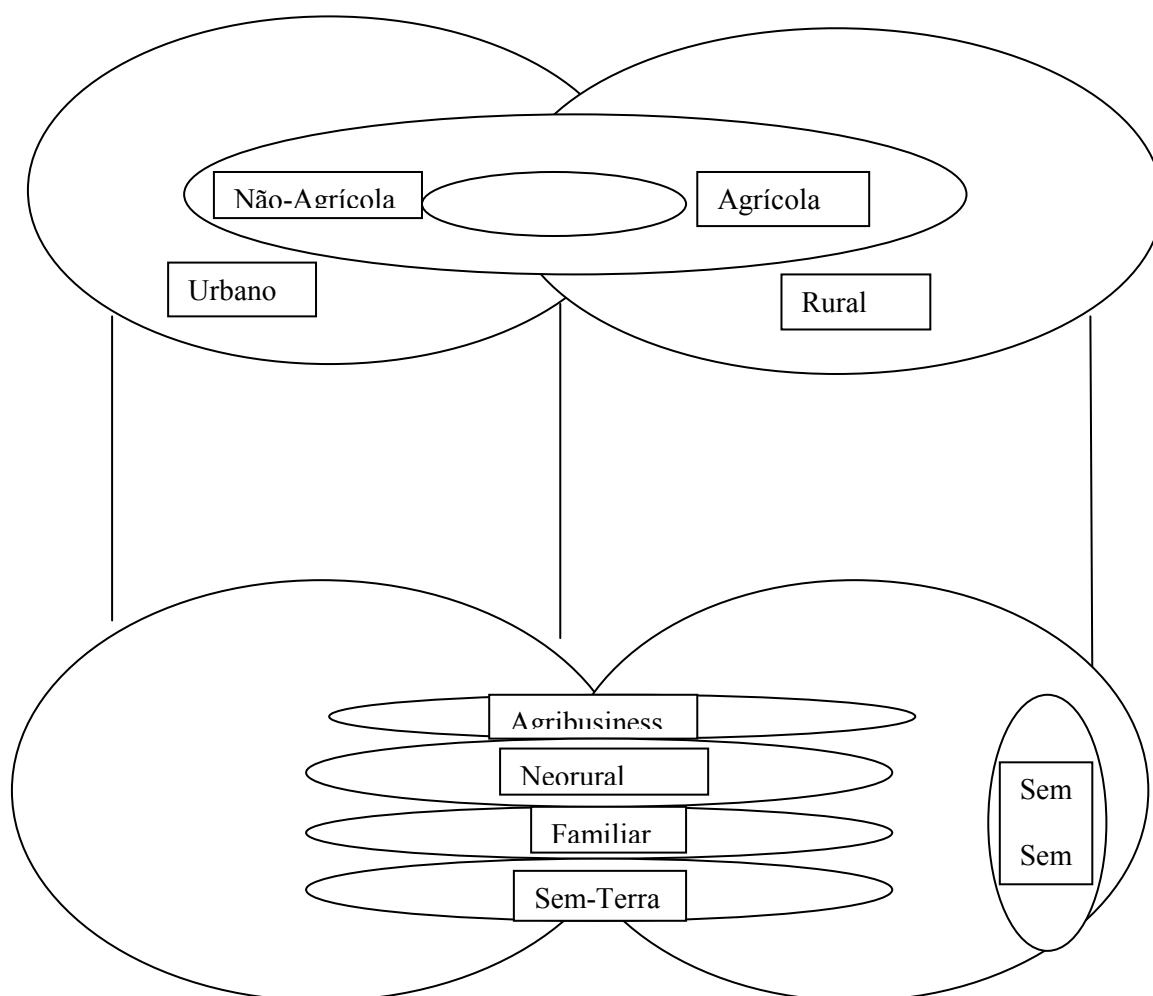 Não-Agrícola
Agrícola
Urbano
Rural
Agribusiness
Neorural
Familiar
Sem-Terra
Sem
Sem